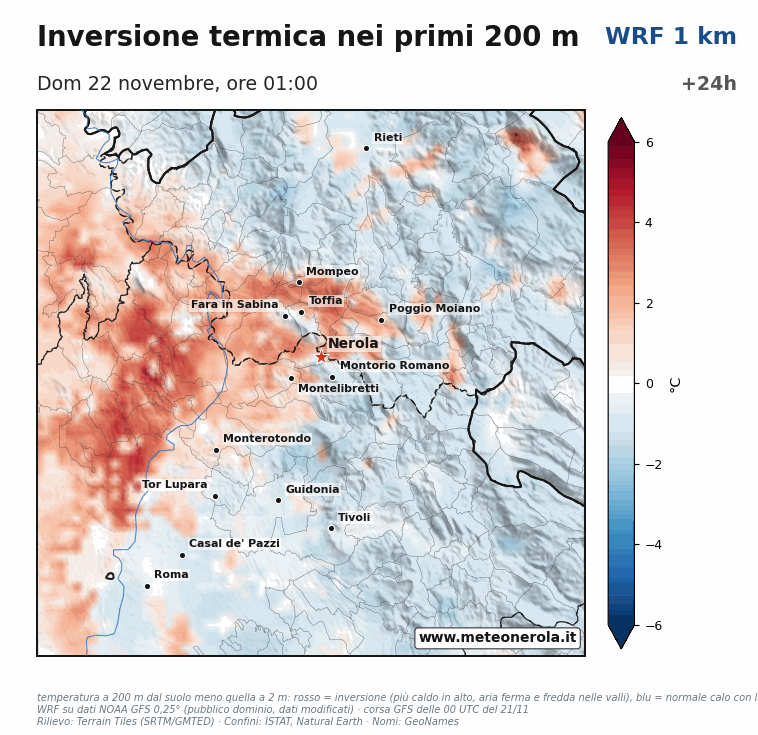 Inversione termica nei primi 200 m
WRF 1 km
Dom 22 novembre, ore 01:00
+24h
Rieti
Mompeo
Fara in Sabina
Toffia
Poggio Moiano
Nerola
Montorio Romano
Montelibretti
Monterotondo
Tor Lupara
Guidonia
Tivoli
Casal de' Pazzi
Roma
www.meteonerola.it
6
4
2
0
−2
−4
−6
°C
temperatura a 200 m dal suolo meno quella a 2 m: rosso = inversione (più caldo in alto, aria ferma e fredda nelle valli), blu = normale calo con l
WRF su dati NOAA GFS 0,25° (pubblico dominio, dati modificati) · corsa GFS delle 00 UTC del 21/11
Rilievo: Terrain Tiles (SRTM/GMTED) · Confini: ISTAT, Natural Earth · Nomi: GeoNames